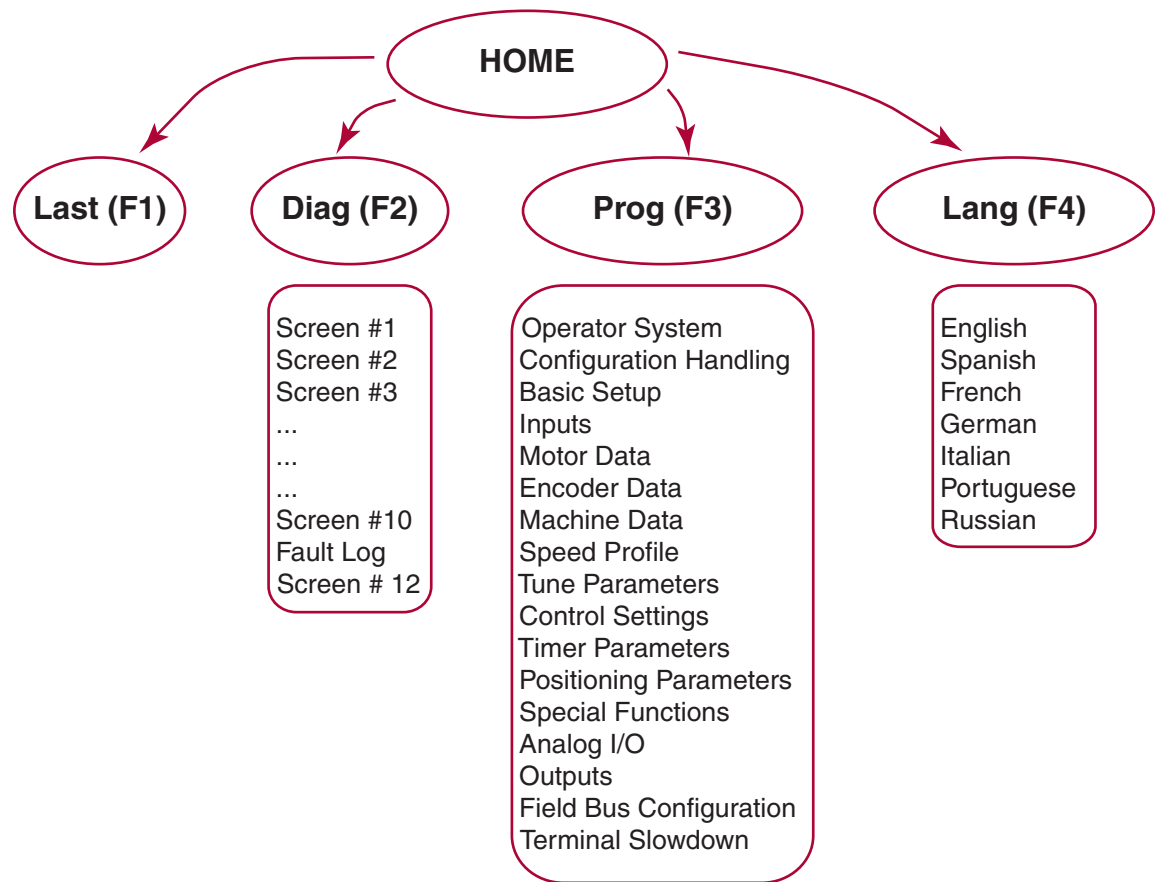 HOME
Last (F1)
Diag (F2)
Prog (F3)
Lang (F4)
Screen #1
Screen #2
Screen #3
...
...
...
Screen #10
Fault Log
Screen # 12
Operator System
Configuration Handling
Basic Setup
Inputs
Motor Data
Encoder Data
Machine Data
Speed Profile
Tune Parameters
Control Settings
Timer Parameters
Positioning Parameters
Special Functions
Analog I/O
Outputs
Field Bus Configuration
Terminal Slowdown
English
Spanish
French
German
Italian
Portuguese
Russian